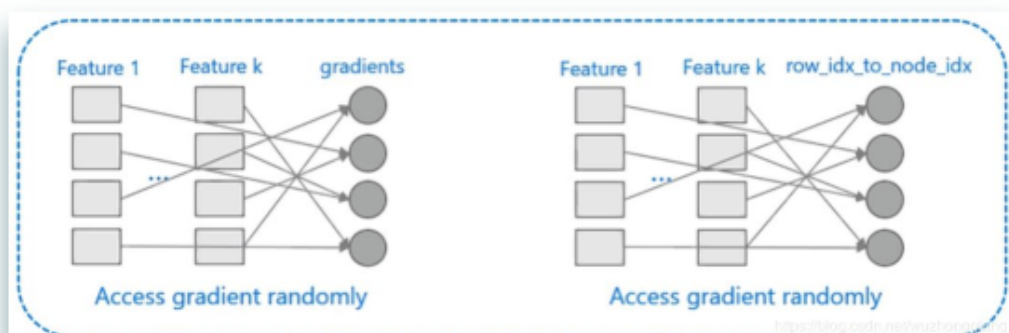 Feature 1 Feature k gradients
...
Access gradient randomly
Feature 1 Feature k row_idx_to_node_idx
...
Access gradient randomly